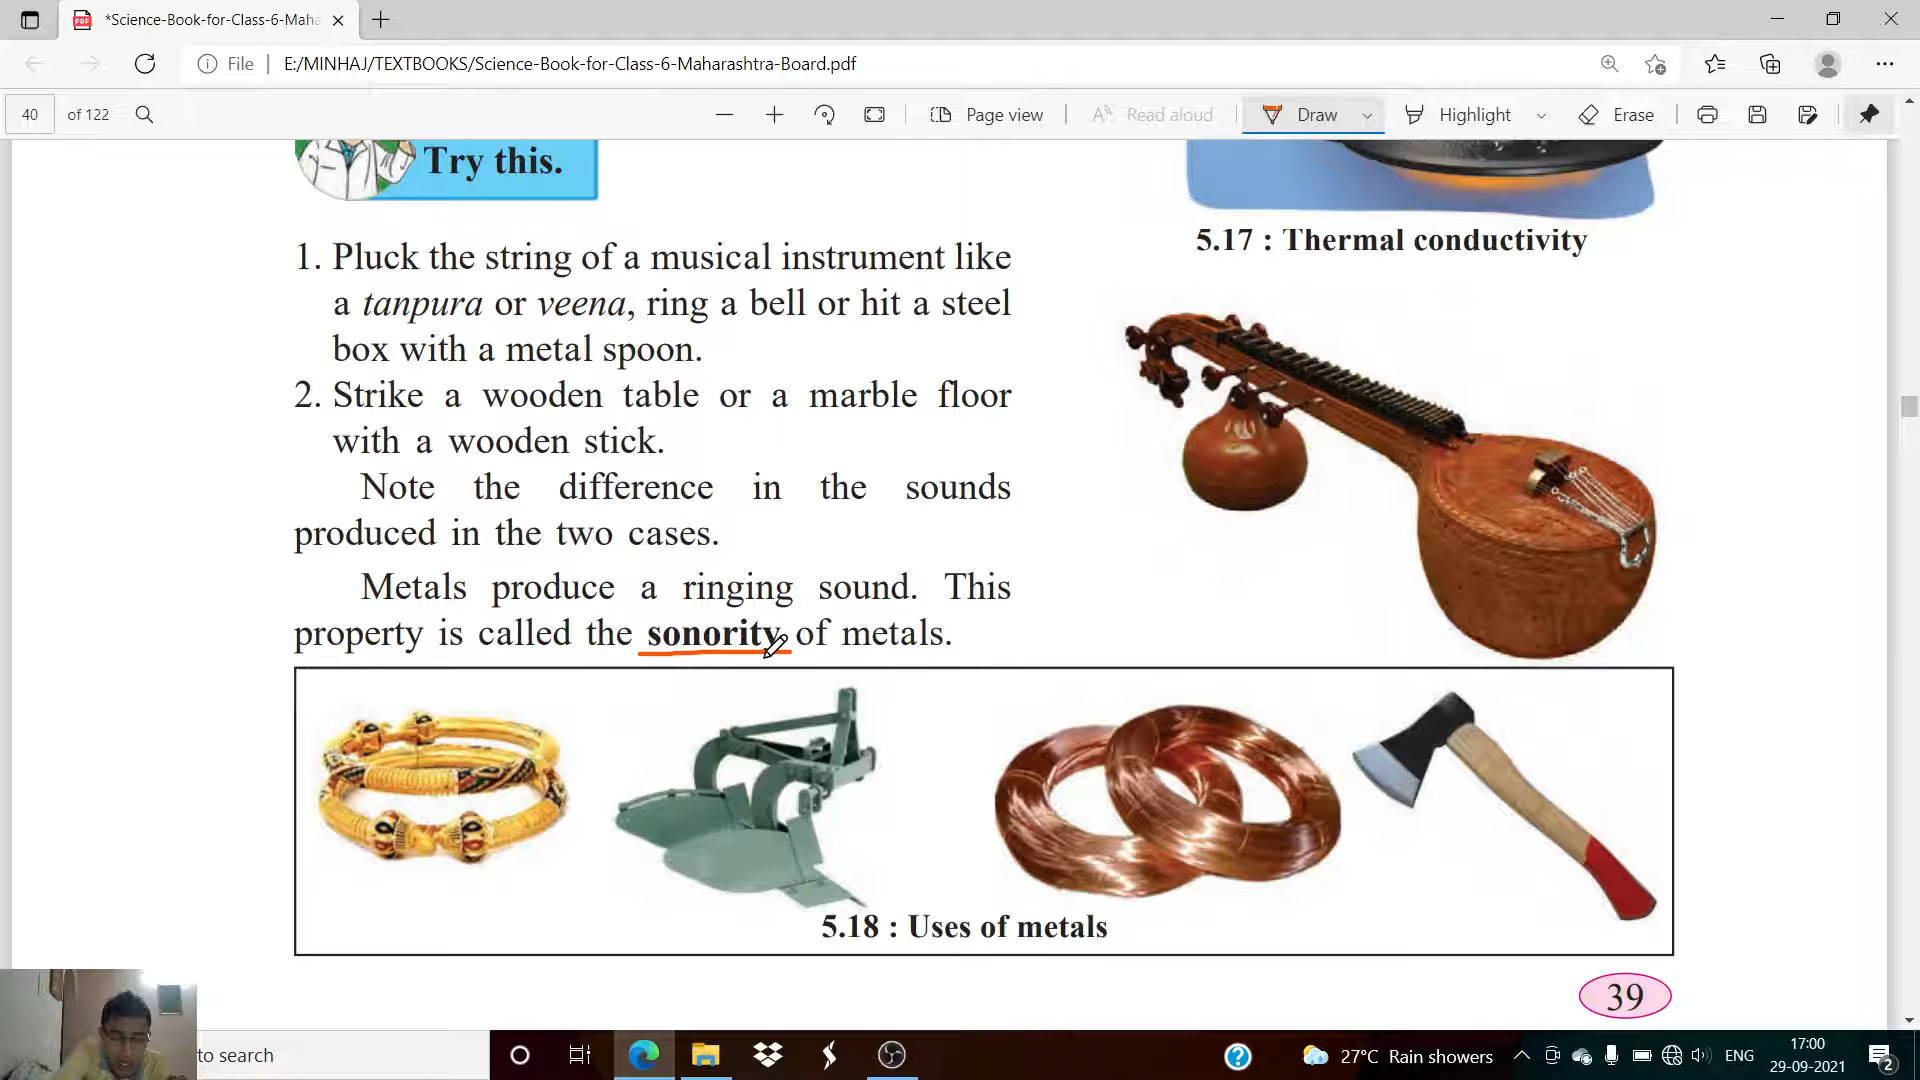 *Science-Book-for-Class-6-Maha
File
E:/MINHAJ/TEXTBOOKS/Science-Book-for-Class-6-Maharashtra-Board.pdf
40 of 122
Page view
Read aloud
Draw
Highlight
Erase
Try this.
1. Pluck the string of a musical instrument like
a tanpura or veena, ring a bell or hit a steel
box with a metal spoon.
2. Strike a wooden table or a marble floor
with a wooden stick.
Note the difference in the sounds
produced in the two cases.
Metals produce a ringing sound. This
property is called the sonority of metals.
5.17 : Thermal conductivity
5.18 : Uses of metals
39
to search
27°C Rain showers
ENG
17:00
29-09-2021
2